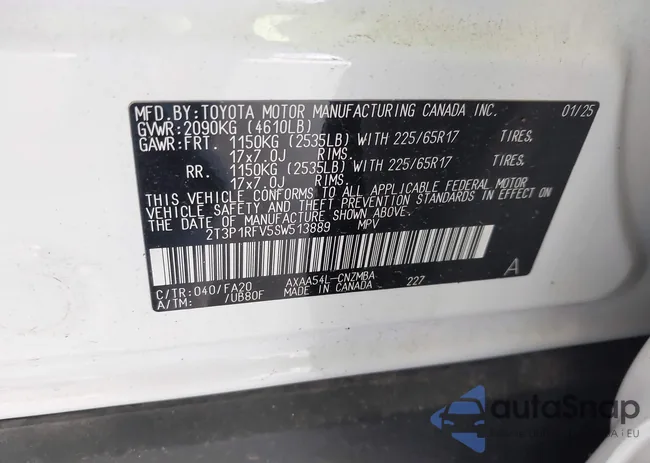 MFD.BY:TOYOTA MOTOR MANUFACTURING CANADA INC. 01/25
GVWR:2090KG (4610LB)
GAWR:FRT. 1150KG (2535LB) WITH 225/65R17 TIRES,
17x7.0J RIMS.
RR. 1150KG (2535LB) WITH 225/65R17 TIRES,
17x7.0J RIMS.
THIS VEHICLE CONFORMS TO ALL APPLICABLE FEDERAL MOTOR
VEHICLE SAFETY AND THEFT PREVENTION STANDARDS IN EFFECT ON
THE DATE OF MANUFACTURE SHOWN ABOVE.
2T3P1RFV5SW513889 MPV
C/TR:040/FA20 AXAA54L-CNZMBA 227 A
A/TM: /UB80F MADE IN CANADA
autoSnap
| EU